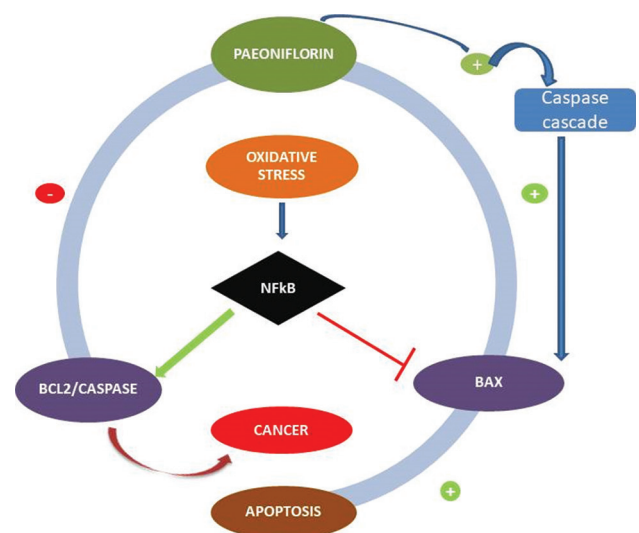 PAEONIFLORIN
+
Caspase
cascade
OXIDATIVE
STRESS
-
+
NFkB
BCL2/CASPASE
BAX
CANCER
+
APOPTOSIS